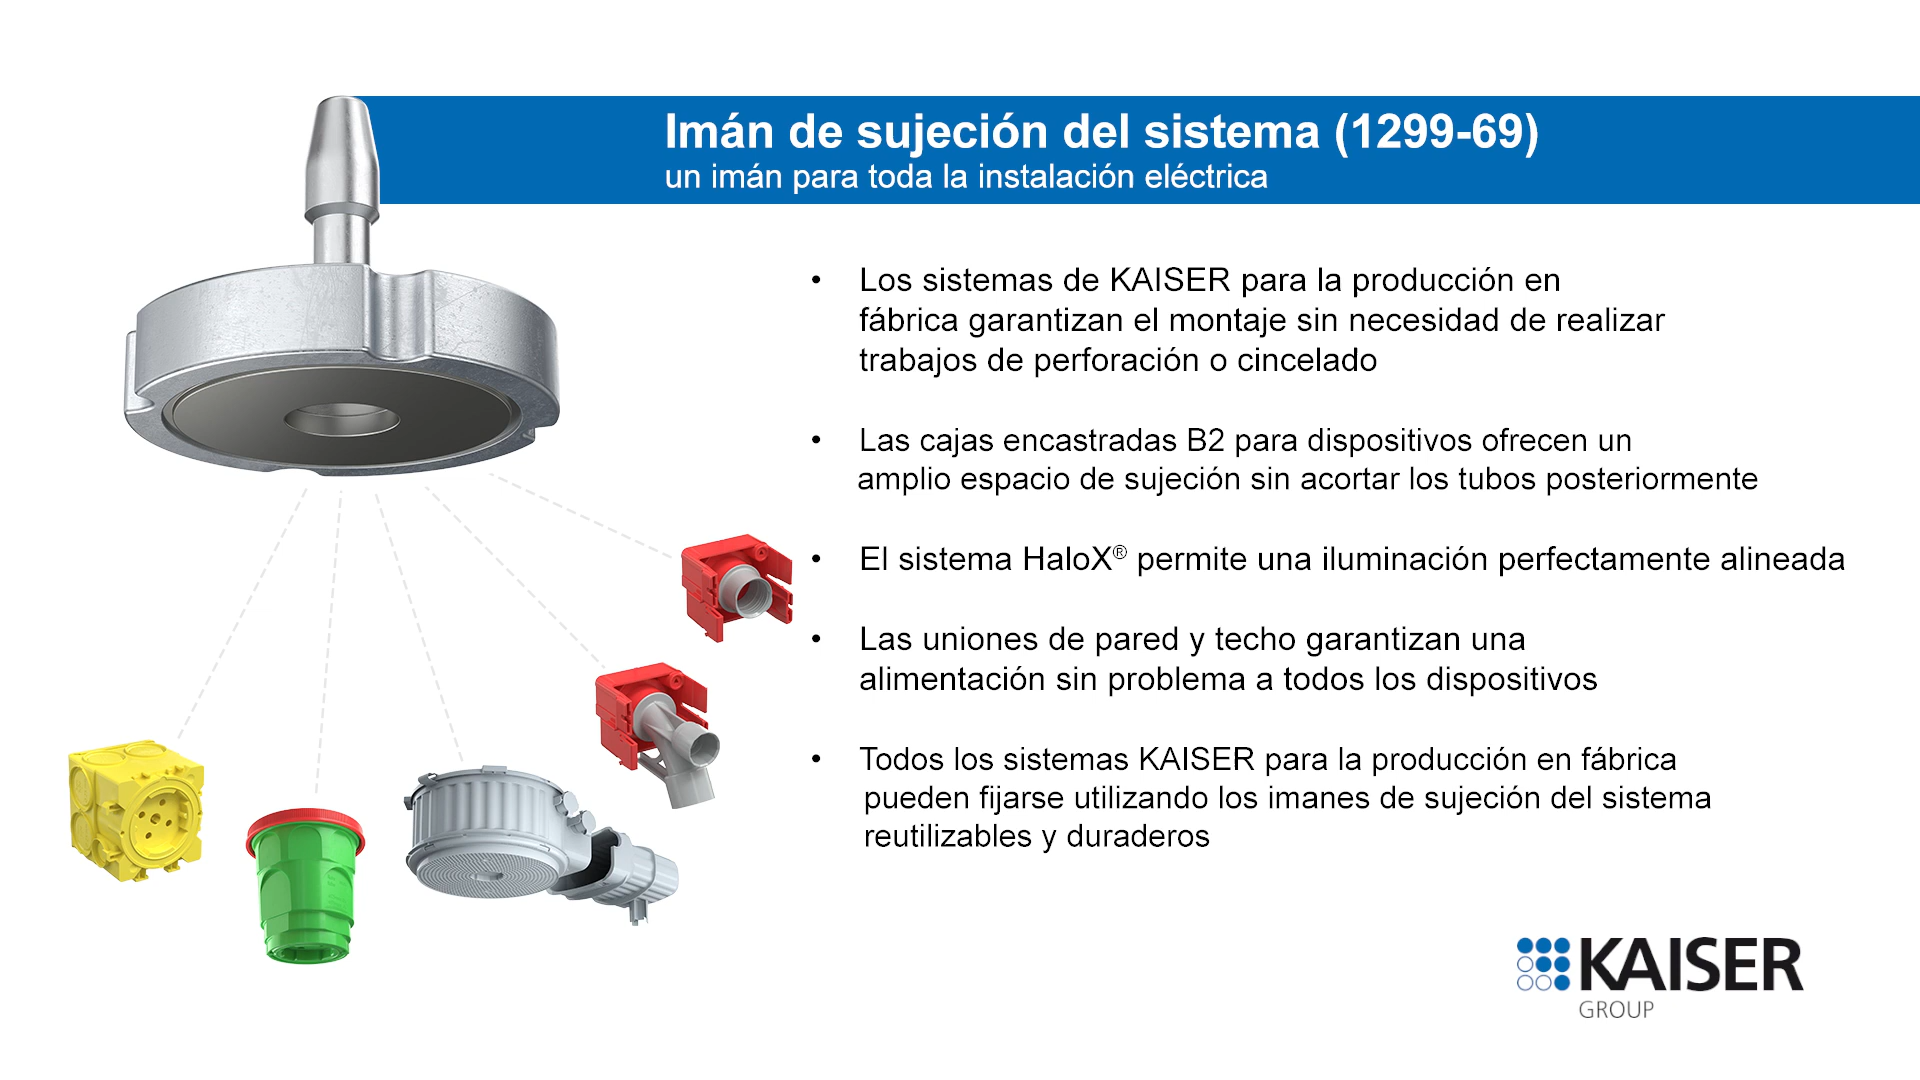 Imán de sujeción del sistema (1299-69)
un imán para toda la instalación eléctrica
• Los sistemas de KAISER para la producción en
fábrica garantizan el montaje sin necesidad de realizar
trabajos de perforación o cincelado
• Las cajas encastradas B2 para dispositivos ofrecen un
amplio espacio de sujeción sin acortar los tubos posteriormente
• El sistema HaloX® permite una iluminación perfectamente alineada
• Las uniones de pared y techo garantizan una
alimentación sin problema a todos los dispositivos
• Todos los sistemas KAISER para la producción en fábrica
pueden fijarse utilizando los imanes de sujeción del sistema
reutilizables y duraderos
KAISER
GROUP